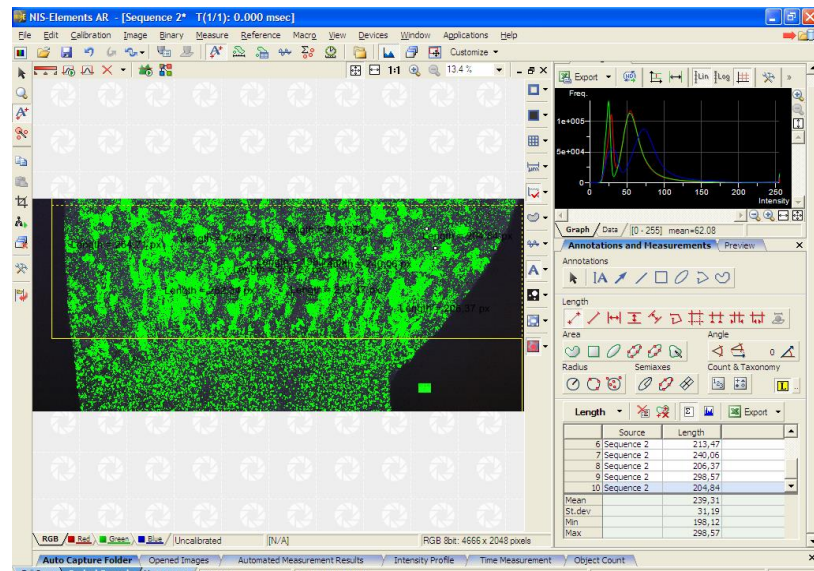 NIS-Elements AR - [Sequence 2* T(1/1): 0.000 msec]
File Edit Calibration Image Binary Measure Reference Macro View Devices Window Applications Help
Customize
1:1 13.4%
Export Lin Log
Freq.
1e+005
5e+004
0
0 50 100 150 200 250
Intensity
Graph Data [0 - 255] mean=62.08
Annotations and Measurements Preview
Annotations
Length
Area Angle
0
Radius Semiaxes Count & Taxonomy
Length Export
Source Length
6 Sequence 2 213,47
7 Sequence 2 240,06
8 Sequence 2 206,37
9 Sequence 2 298,57
10 Sequence 2 204,84
Mean 239,31
St.dev 31,19
Min 198,12
Max 298,57
RGB Red Green Blue Uncalibrated [N/A] RGB 8bit: 4666 x 2048 pixels
Auto Capture Folder Opened Images Automated Measurement Results Intensity Profile Time Measurement Object Count